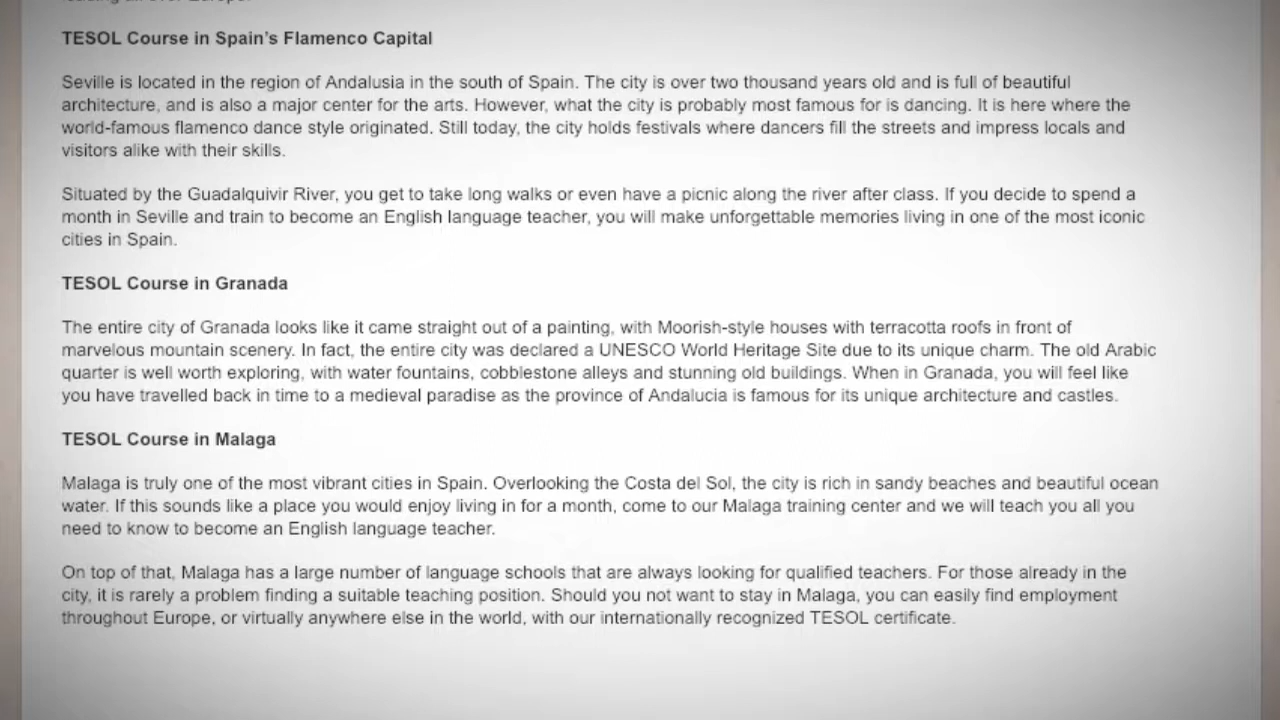 TESOL Course in Spain’s Flamenco Capital
Seville is located in the region of Andalusia in the south of Spain. The city is over two thousand years old and is full of beautiful
architecture, and is also a major center for the arts. However, what the city is probably most famous for is dancing. It is here where the
world-famous flamenco dance style originated. Still today, the city holds festivals where dancers fill the streets and impress locals and
visitors alike with their skills.
Situated by the Guadalquivir River, you get to take long walks or even have a picnic along the river after class. If you decide to spend a
month in Seville and train to become an English language teacher, you will make unforgettable memories living in one of the most iconic
cities in Spain.
TESOL Course in Granada
The entire city of Granada looks like it came straight out of a painting, with Moorish-style houses with terracotta roofs in front of
marvelous mountain scenery. In fact, the entire city was declared a UNESCO World Heritage Site due to its unique charm. The old Arabic
quarter is well worth exploring, with water fountains, cobblestone alleys and stunning old buildings. When in Granada, you will feel like
you have travelled back in time to a medieval paradise as the province of Andalucia is famous for its unique architecture and castles.
TESOL Course in Malaga
Malaga is truly one of the most vibrant cities in Spain. Overlooking the Costa del Sol, the city is rich in sandy beaches and beautiful ocean
water. If this sounds like a place you would enjoy living in for a month, come to our Malaga training center and we will teach you all you
need to know to become an English language teacher.
On top of that, Malaga has a large number of language schools that are always looking for qualified teachers. For those already in the
city, it is rarely a problem finding a suitable teaching position. Should you not want to stay in Malaga, you can easily find employment
throughout Europe, or virtually anywhere else in the world, with our internationally recognized TESOL certificate.